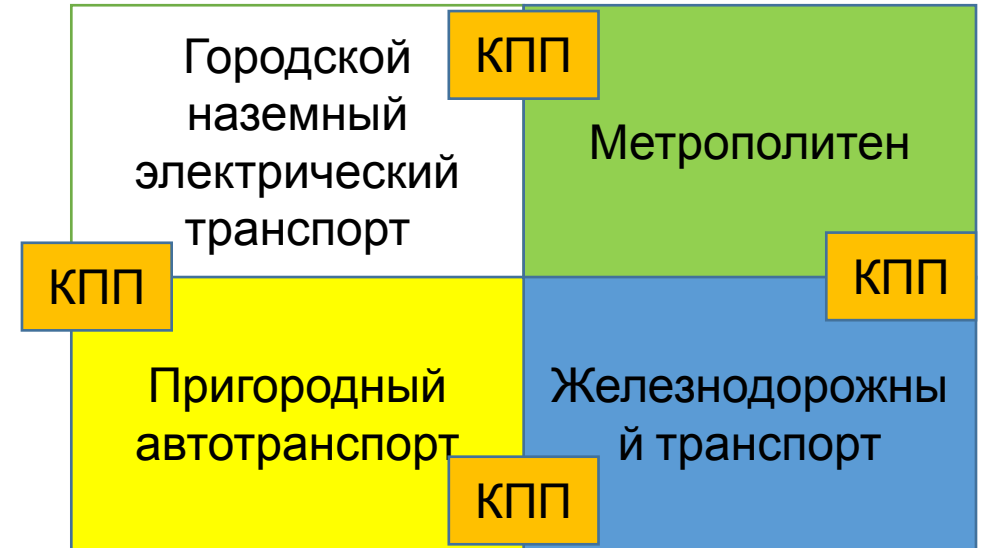 Городской
наземный
электрический
транспорт
КПП
Метрополитен
КПП
КПП
Пригородный
автотранспорт
Железнодорожны
й транспорт
КПП